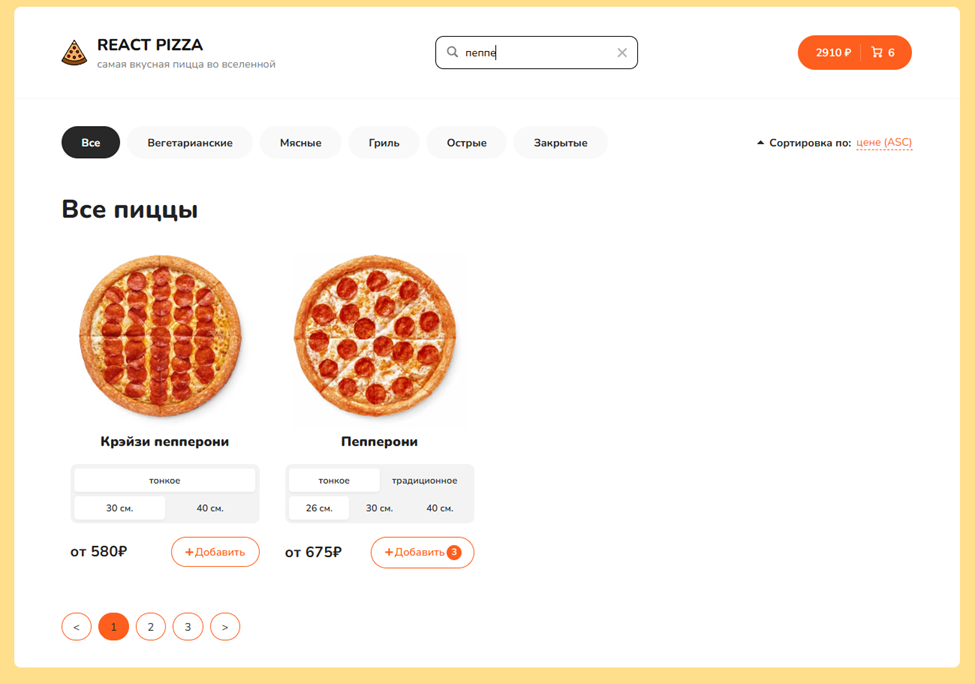 REACT PIZZA
самая вкусная пицца во вселенной
пеппе
2910 ₽ 6
Все Вегетарианские Мясные Гриль Острые Закрытые
Сортировка по: цене (ASC)
Все пиццы
Крэйзи пепперони
тонкое
30 см. 40 см.
от 580₽ +Добавить
Пепперони
тонкое традиционное
26 см. 30 см. 40 см.
от 675₽ +Добавить 3
< 1 2 3 >